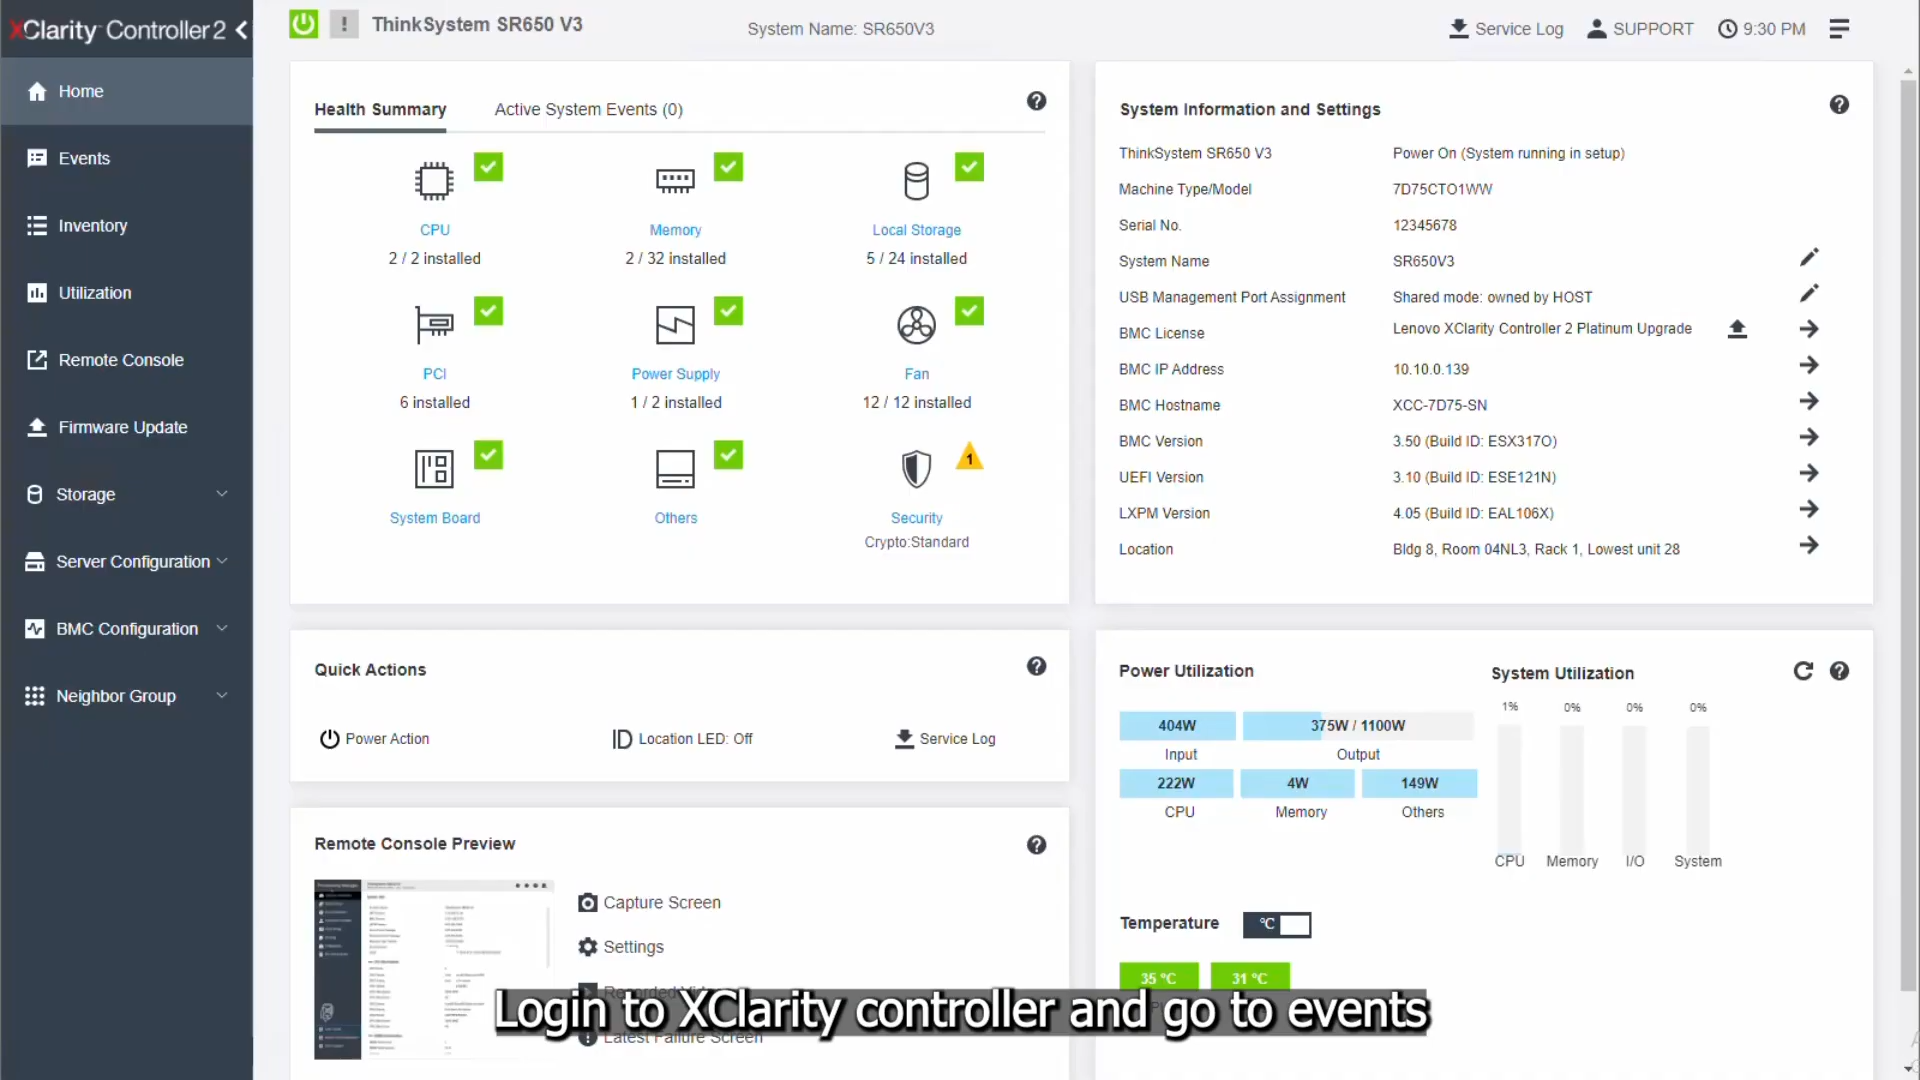 XClarity Controller 2
Home
Events
Inventory
Utilization
Remote Console
Firmware Update
Storage
Server Configuration
BMC Configuration
Neighbor Group
ThinkSystem SR650 V3
System Name: SR650V3
Service Log
SUPPORT
9:30 PM
Health Summary
Active System Events (0)
CPU
2 / 2 installed
Memory
2 / 32 installed
Local Storage
5 / 24 installed
PCI
6 installed
Power Supply
1 / 2 installed
Fan
12 / 12 installed
System Board
Others
1
Security
Crypto:Standard
System Information and Settings
ThinkSystem SR650 V3 Power On (System running in setup)
Machine Type/Model 7D75CTO1WW
Serial No. 12345678
System Name SR650V3
USB Management Port Assignment Shared mode: owned by HOST
BMC License Lenovo XClarity Controller 2 Platinum Upgrade
BMC IP Address 10.10.0.139
BMC Hostname XCC-7D75-SN
BMC Version 3.50 (Build ID: ESX317O)
UEFI Version 3.10 (Build ID: ESE121N)
LXPM Version 4.05 (Build ID: EAL106X)
Location Bldg 8, Room 04NL3, Rack 1, Lowest unit 28
Quick Actions
Power Action
Location LED: Off
Service Log
Remote Console Preview
Capture Screen
Settings
Latest Failure Screen
Power Utilization
404W
Input
375W / 1100W
Output
222W
CPU
4W
Memory
149W
Others
System Utilization
1% 0% 0% 0%
CPU Memory I/O System
Temperature
°C
35 °C 31 °C
Login to XClarity controller and go to events